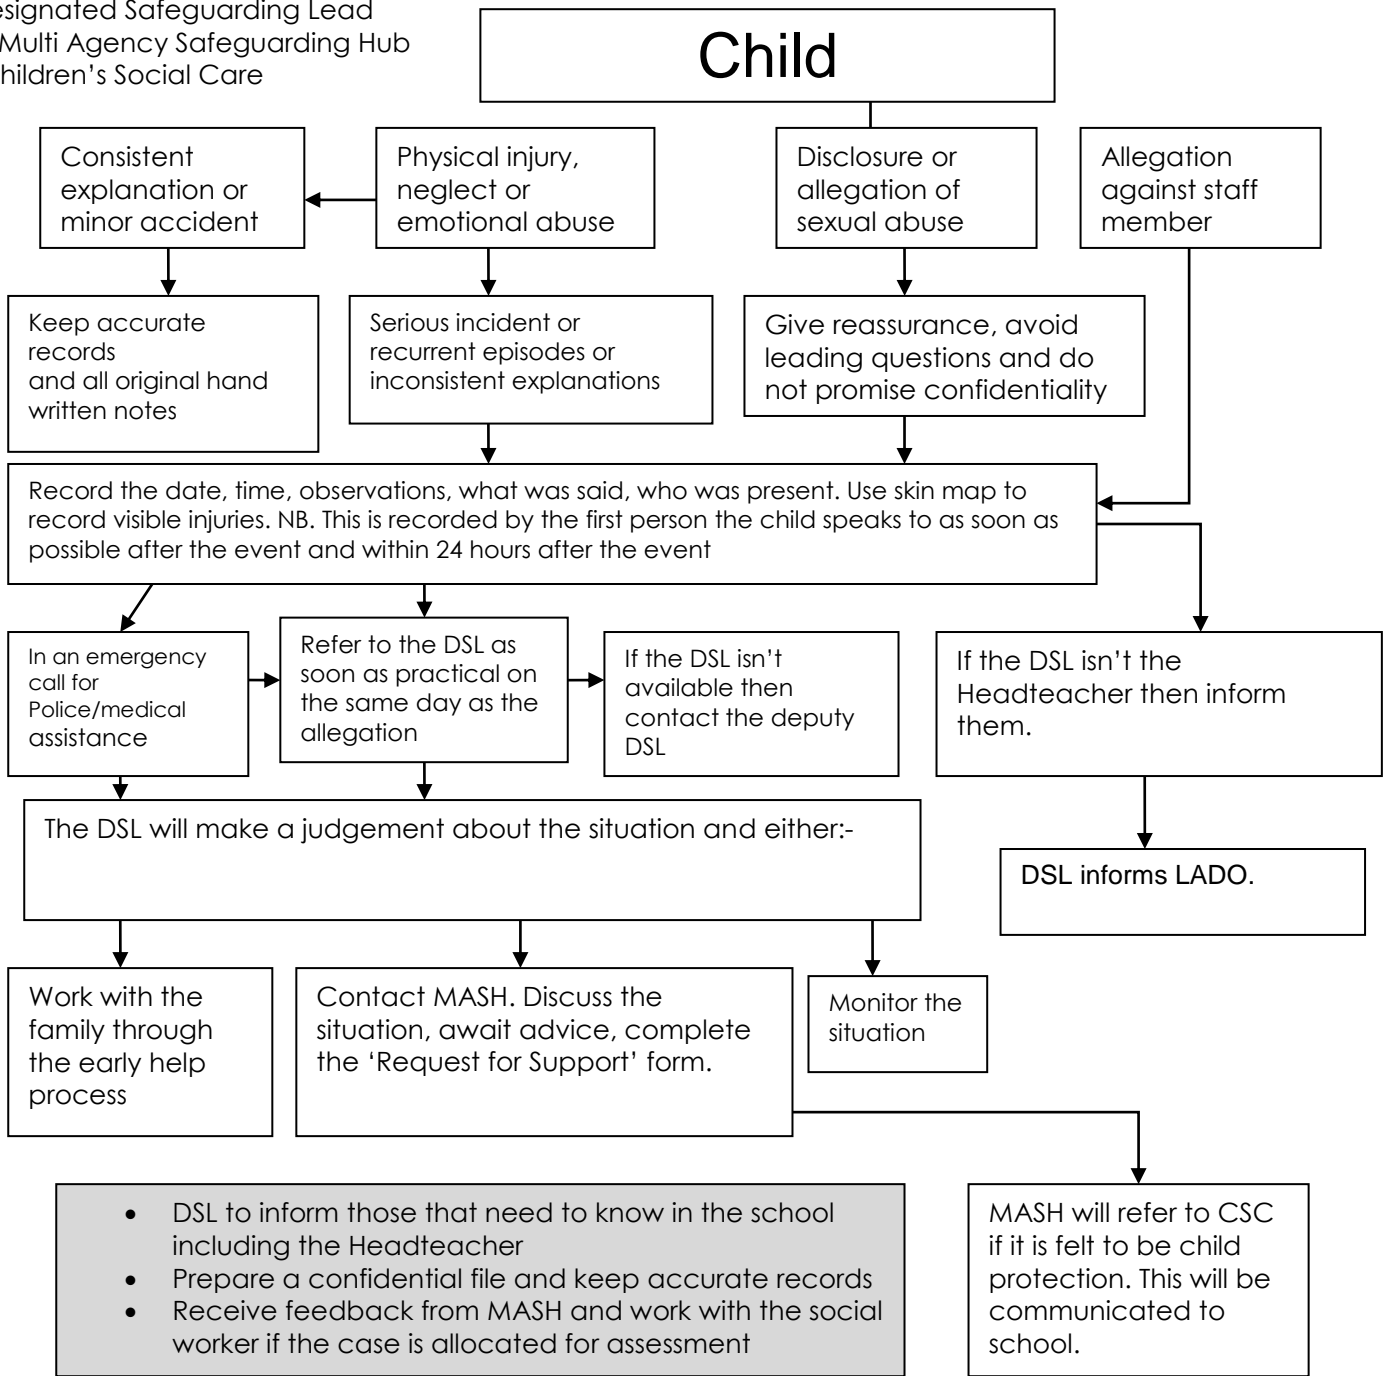 esignated Safeguarding Lead
Multi Agency Safeguarding Hub
hildren's Social Care
Child
Consistent
explanation or
minor accident
Physical injury,
neglect or
emotional abuse
Disclosure or
allegation of
sexual abuse
Allegation
against staff
member
Keep accurate
records
and all original hand
written notes
Serious incident or
recurrent episodes or
inconsistent explanations
Give reassurance, avoid
leading questions and do
not promise confidentiality
Record the date, time, observations, what was said, who was present. Use skin map to
record visible injuries. NB. This is recorded by the first person the child speaks to as soon as
possible after the event and within 24 hours after the event
In an emergency
call for
Police/medical
assistance
Refer to the DSL as
soon as practical on
the same day as the
allegation
If the DSL isn't
available then
contact the deputy
DSL
If the DSL isn't the
Headteacher then inform
them.
The DSL will make a judgement about the situation and either:-
DSL informs LADO.
Work with the
family through
the early help
process
Contact MASH. Discuss the
situation, await advice, complete
the ‘Request for Support’ form.
Monitor the
situation
• DSL to inform those that need to know in the school
including the Headteacher
• Prepare a confidential file and keep accurate records
• Receive feedback from MASH and work with the social
worker if the case is allocated for assessment
MASH will refer to CSC
if it is felt to be child
protection. This will be
communicated to
school.